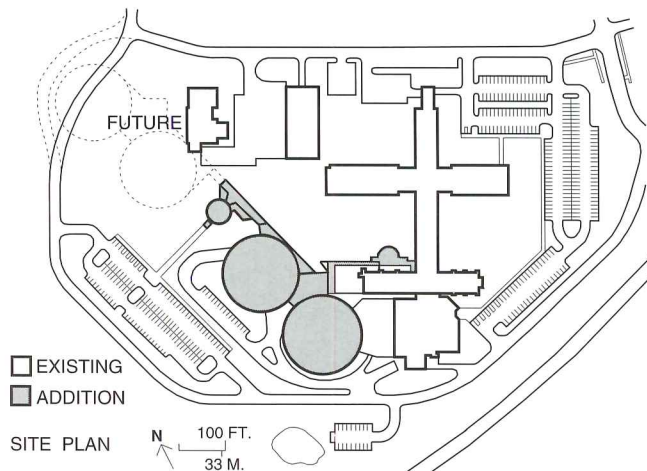 FUTURE
EXISTING
ADDITION
SITE PLAN
N
100 FT.
33 M.